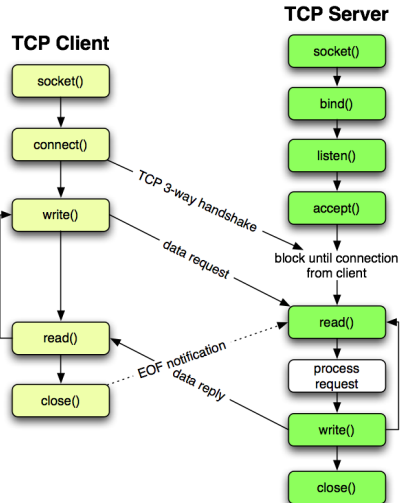 TCP Client
socket()
connect()
write()
read()
close()
TCP 3-way handshake
data request
EOF notification
data reply
TCP Server
socket()
bind()
listen()
accept()
block until connection
from client
read()
process
request
write()
close()